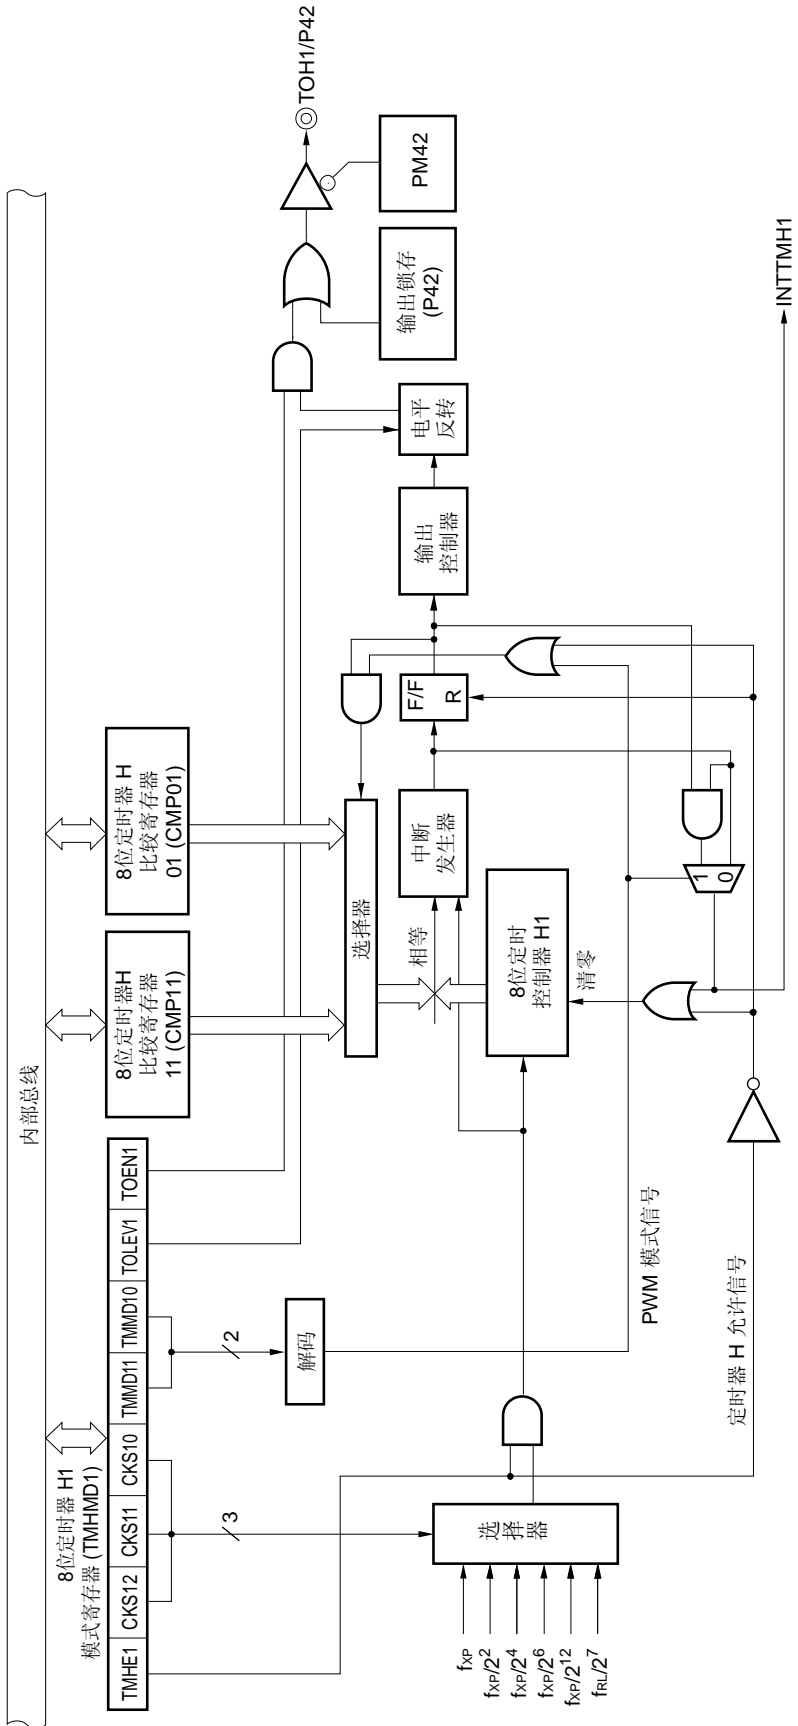 内部总线
8位定时器 H1
模式寄存器 (TMHMD1)
TMHE1
CKS12
CKS11
CKS10
TMMD11
TMMD10
TOLEV1
TOEN1
8位定时器H
比较寄存器
11 (CMP11)
8位定时器 H
比较寄存器
01 (CMP01)
3
2
解码
选择器
TOH1/P42
PM42
输出锁存
(P42)
电平
反转
输出
控制器
F/F
R
中断
发生器
相等
8位定时
控制器 H1
清零
1
0
选择器
fXP
fXP/2²
fXP/2⁴
fXP/2⁶
fXP/2¹²
fRL/2⁷
PWM 模式信号
定时器 H 允许信号
INTTMH1